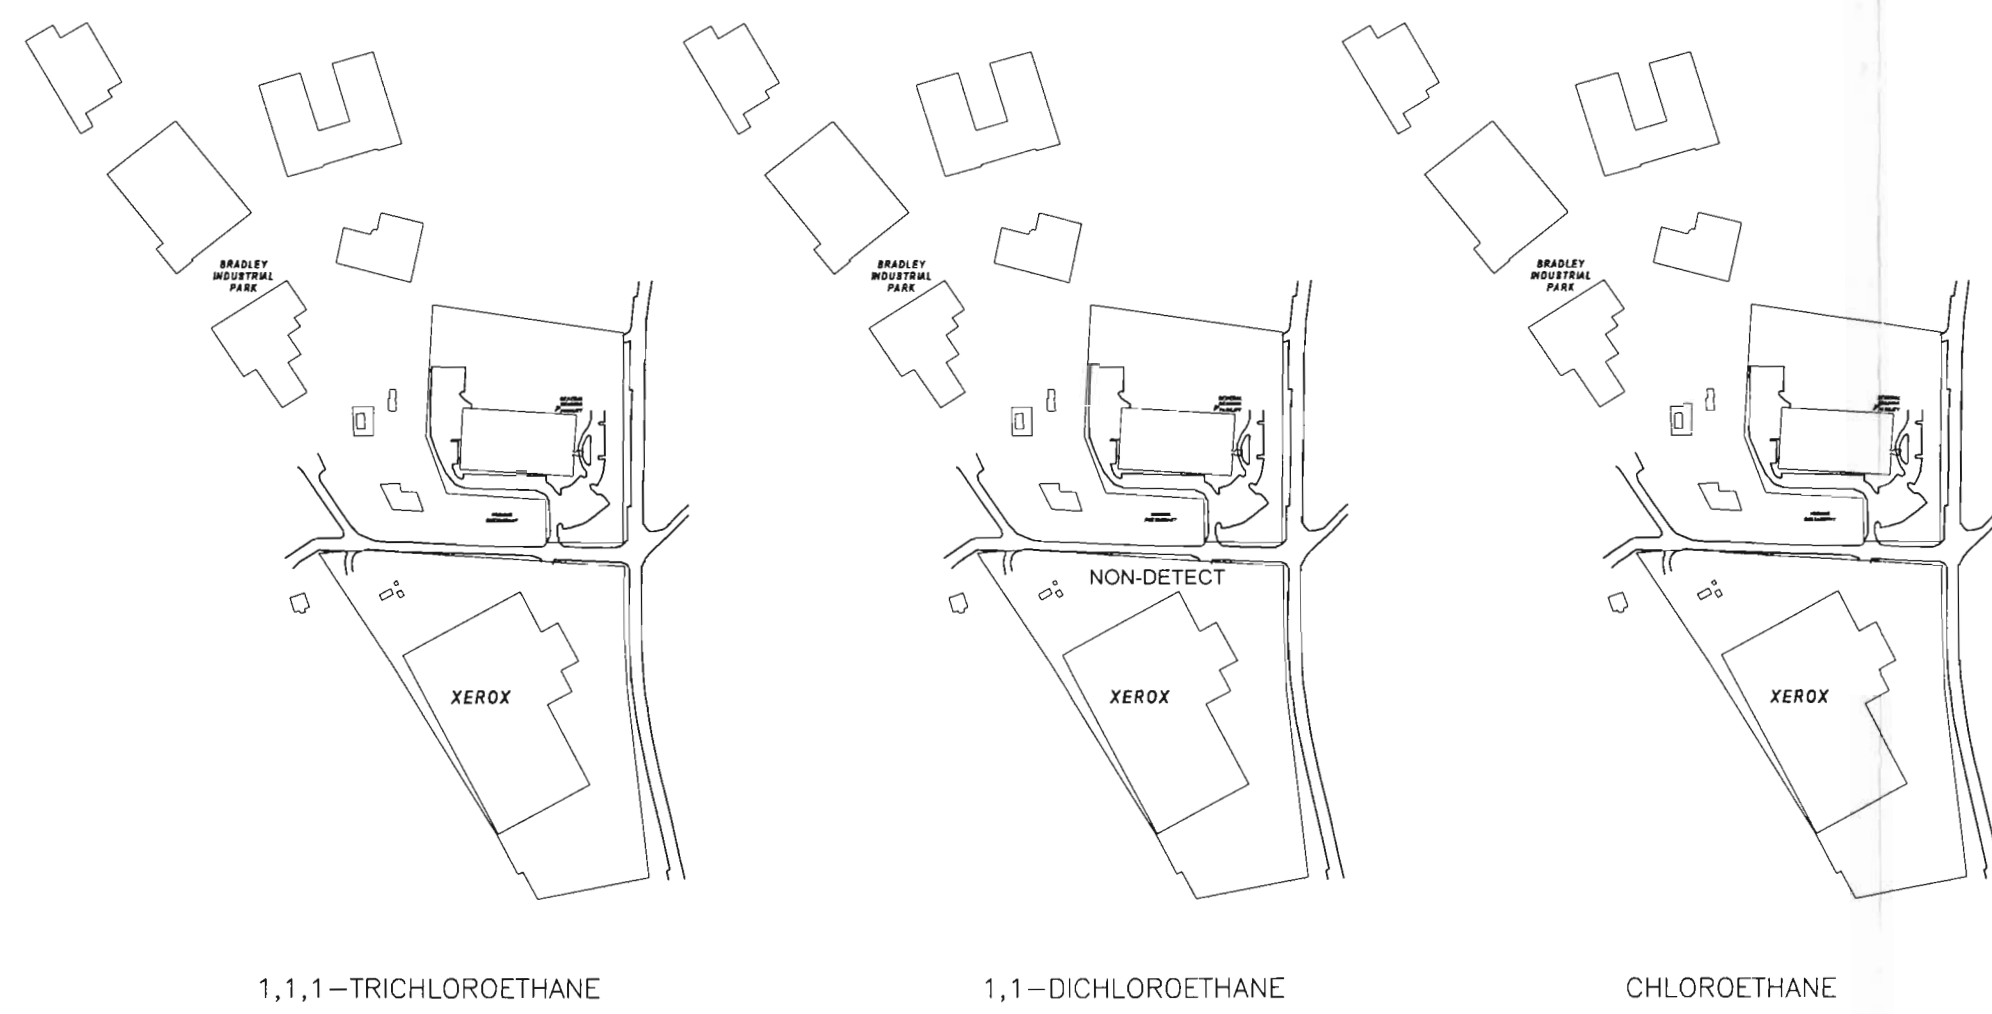 BRADLEY
INDUSTRIAL
PARK
XEROX
1,1,1–TRICHLOROETHANE
BRADLEY
INDUSTRIAL
PARK
NON-DETECT
XEROX
1,1–DICHLOROETHANE
BRADLEY
INDUSTRIAL
PARK
XEROX
CHLOROETHANE